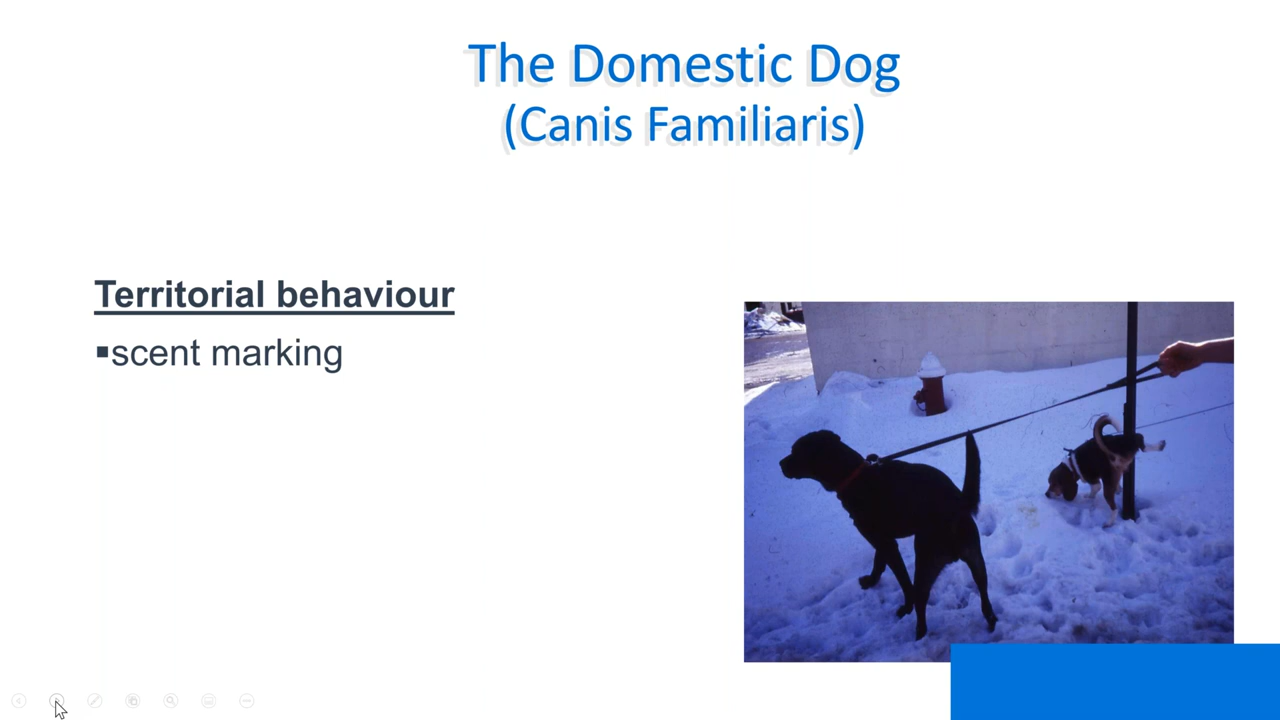 The Domestic Dog
(Canis Familiaris)
Territorial behaviour
▪scent marking